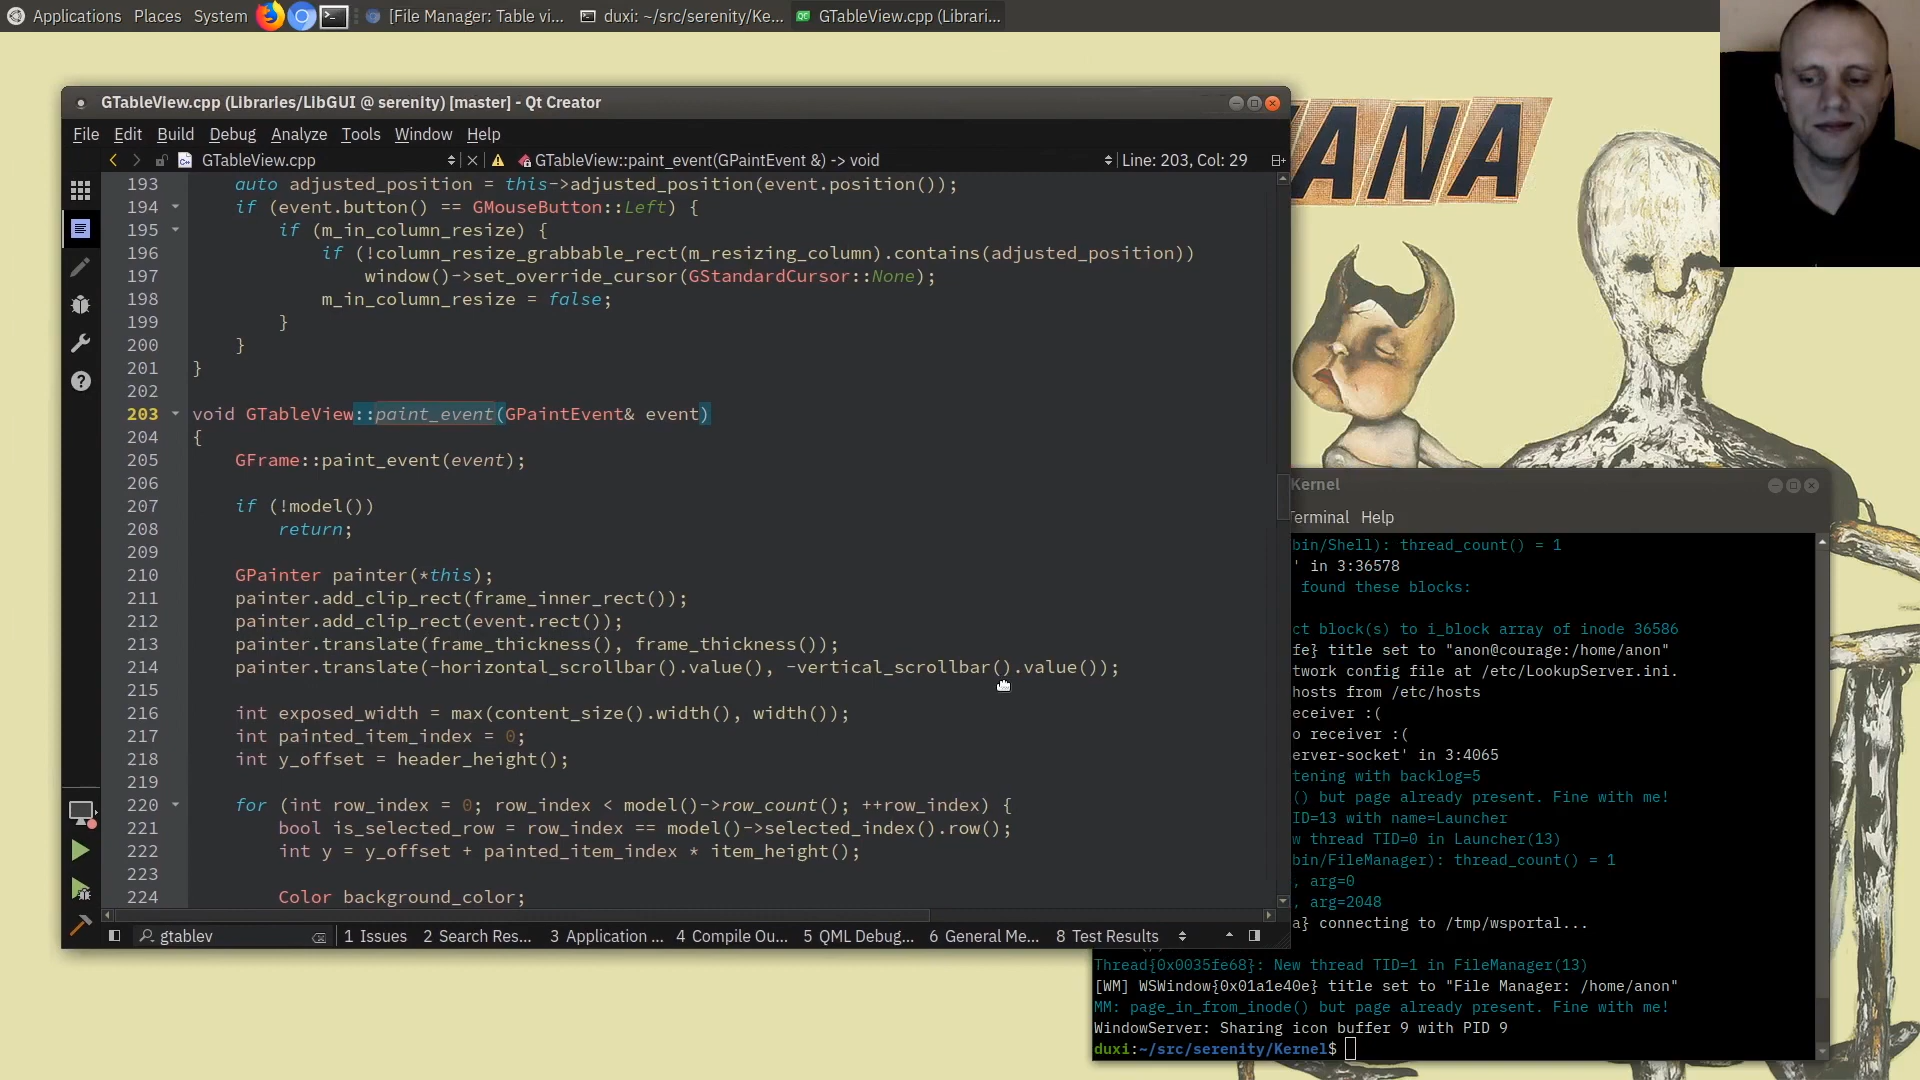 Applications Places System [File Manager: Table vi... duxi: ~/src/serenity/Ke... GTableView.cpp (Librari...
GTableView.cpp (Libraries/LibGUI @ serenity) [master] - Qt Creator
File Edit Build Debug Analyze Tools Window Help
GTableView.cpp GTableView::paint_event(GPaintEvent &) -> void Line: 203, Col: 29
193 auto adjusted_position = this->adjusted_position(event.position());
194 if (event.button() == GMouseButton::Left) {
195 if (m_in_column_resize) {
196 if (!column_resize_grabbable_rect(m_resizing_column).contains(adjusted_position))
197 window()->set_override_cursor(GStandardCursor::None);
198 m_in_column_resize = false;
199 }
200 }
201 }
202
203 void GTableView::paint_event(GPaintEvent& event)
204 {
205 GFrame::paint_event(event);
206
207 if (!model())
208 return;
209
210 GPainter painter(*this);
211 painter.add_clip_rect(frame_inner_rect());
212 painter.add_clip_rect(event.rect());
213 painter.translate(frame_thickness(), frame_thickness());
214 painter.translate(-horizontal_scrollbar().value(), -vertical_scrollbar().value());
215
216 int exposed_width = max(content_size().width(), width());
217 int painted_item_index = 0;
218 int y_offset = header_height();
219
220 for (int row_index = 0; row_index < model()->row_count(); ++row_index) {
221 bool is_selected_row = row_index == model()->selected_index().row();
222 int y = y_offset + painted_item_index * item_height();
223
224 Color background_color;
gtablev 1 Issues 2 Search Res... 3 Application ... 4 Compile Ou... 5 QML Debug... 6 General Me... 8 Test Results
ANA
Kernel
Terminal Help
bin/Shell): thread_count() = 1
' in 3:36578
found these blocks:
ct block(s) to i_block array of inode 36586
fe} title set to "anon@courage:/home/anon"
twork config file at /etc/LookupServer.ini.
hosts from /etc/hosts
eceiver :(
o receiver :(
erver-socket' in 3:4065
tening with backlog=5
() but page already present. Fine with me!
ID=13 with name=Launcher
w thread TID=0 in Launcher(13)
bin/FileManager): thread_count() = 1
, arg=0
, arg=2048
a} connecting to /tmp/wsportal...
Thread{0x0035fe68}: New thread TID=1 in FileManager(13)
[WM] WSWindow{0x01a1e40e} title set to "File Manager: /home/anon"
MM: page_in_from_inode() but page already present. Fine with me!
WindowServer: Sharing icon buffer 9 with PID 9
duxi:~/src/serenity/Kernel$